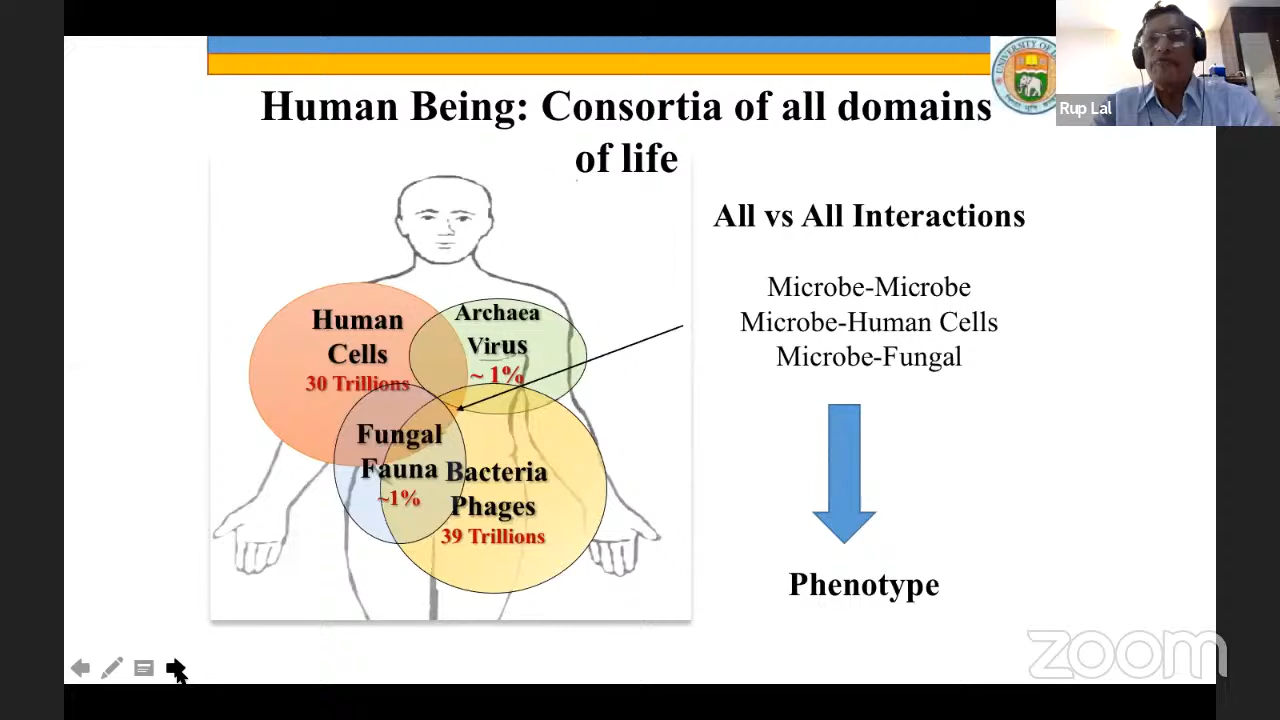 Human Being: Consortia of all domains
of life
Rup Lal
All vs All Interactions
Microbe-Microbe
Microbe-Human Cells
Microbe-Fungal
Phenotype
Human
Cells
30 Trillions
Archaea
Virus
~ 1%
Fungal
Fauna
~1%
Bacteria
Phages
39 Trillions
zoom